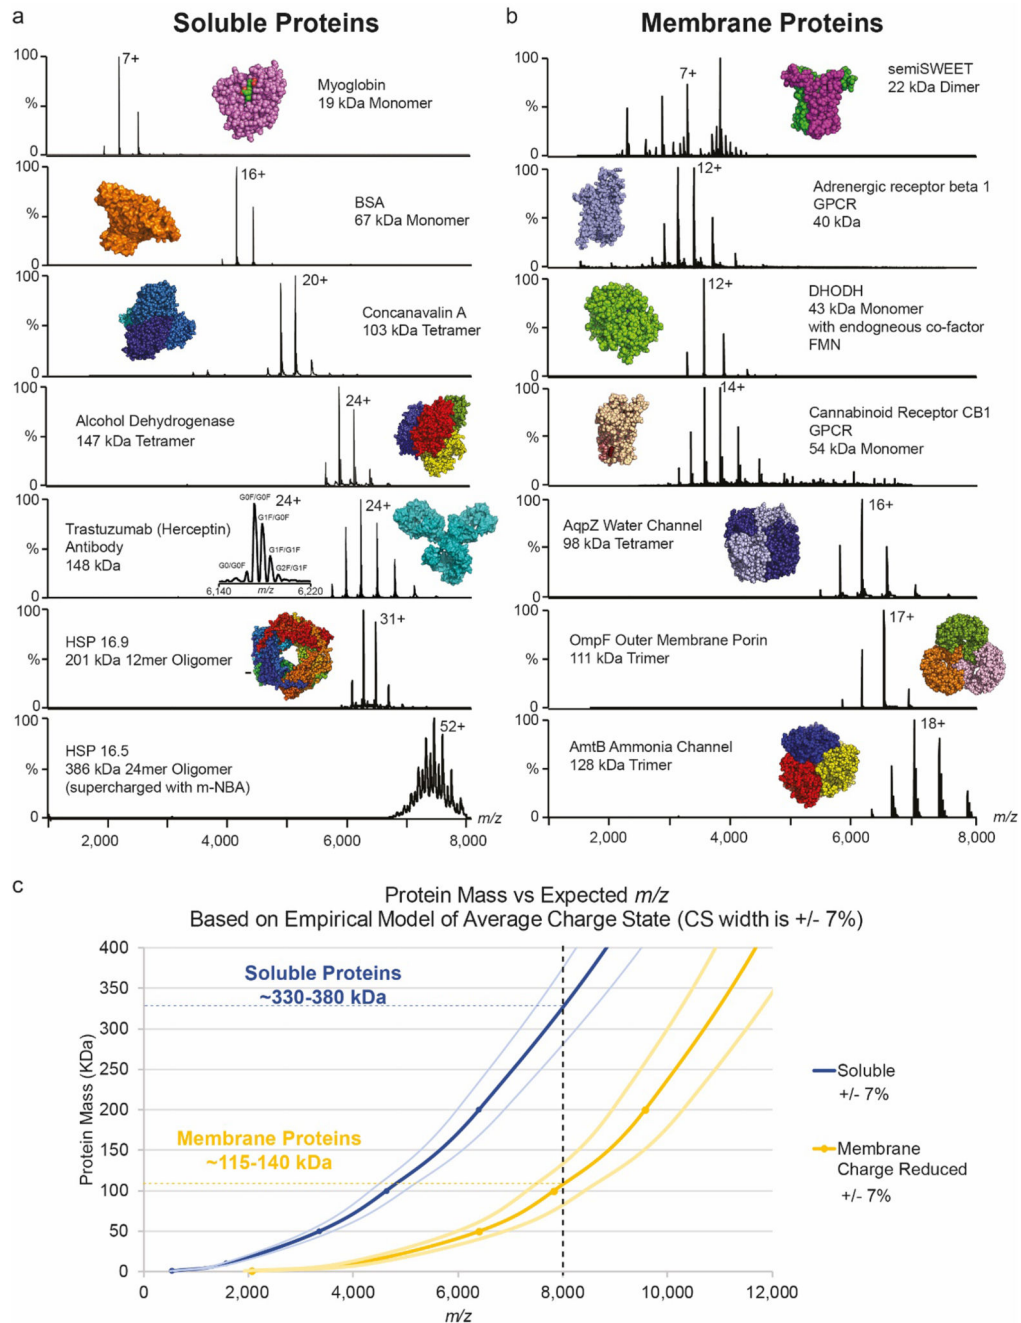 a
Soluble Proteins
100
%
0
7+
Myoglobin
19 kDa Monomer
100
%
0
16+
BSA
67 kDa Monomer
100
%
0
20+
Concanavalin A
103 kDa Tetramer
100
%
0
24+
Alcohol Dehydrogenase
147 kDa Tetramer
100
%
0
Trastuzumab (Herceptin)
Antibody
148 kDa
G0F/G0F
24+
G1F/G0F
G0/G0F
G1F/G1F
G2F/G1F
6,140
m/z
6,220
24+
100
%
0
31+
HSP 16.9
201 kDa 12mer Oligomer
100
%
0
52+
HSP 16.5
386 kDa 24mer Oligomer
(supercharged with m-NBA)
2,000
4,000
6,000
8,000
m/z
b
Membrane Proteins
100
%
0
7+
semiSWEET
22 kDa Dimer
100
%
0
12+
Adrenergic receptor beta 1
GPCR
40 kDa
100
%
0
12+
DHODH
43 kDa Monomer
with endogneous co-factor
FMN
100
%
0
14+
Cannabinoid Receptor CB1
GPCR
54 kDa Monomer
100
%
0
16+
AqpZ Water Channel
98 kDa Tetramer
100
%
0
17+
OmpF Outer Membrane Porin
111 kDa Trimer
100
%
0
18+
AmtB Ammonia Channel
128 kDa Trimer
2,000
4,000
6,000
8,000
m/z
c
Protein Mass vs Expected m/z
Based on Empirical Model of Average Charge State (CS width is +/- 7%)
Protein Mass (KDa)
400
350
300
250
200
150
100
50
0
Soluble Proteins
~330-380 kDa
Membrane Proteins
~115-140 kDa
Soluble
+/- 7%
Membrane
Charge Reduced
+/- 7%
0
2,000
4,000
6,000
8,000
10,000
12,000
m/z